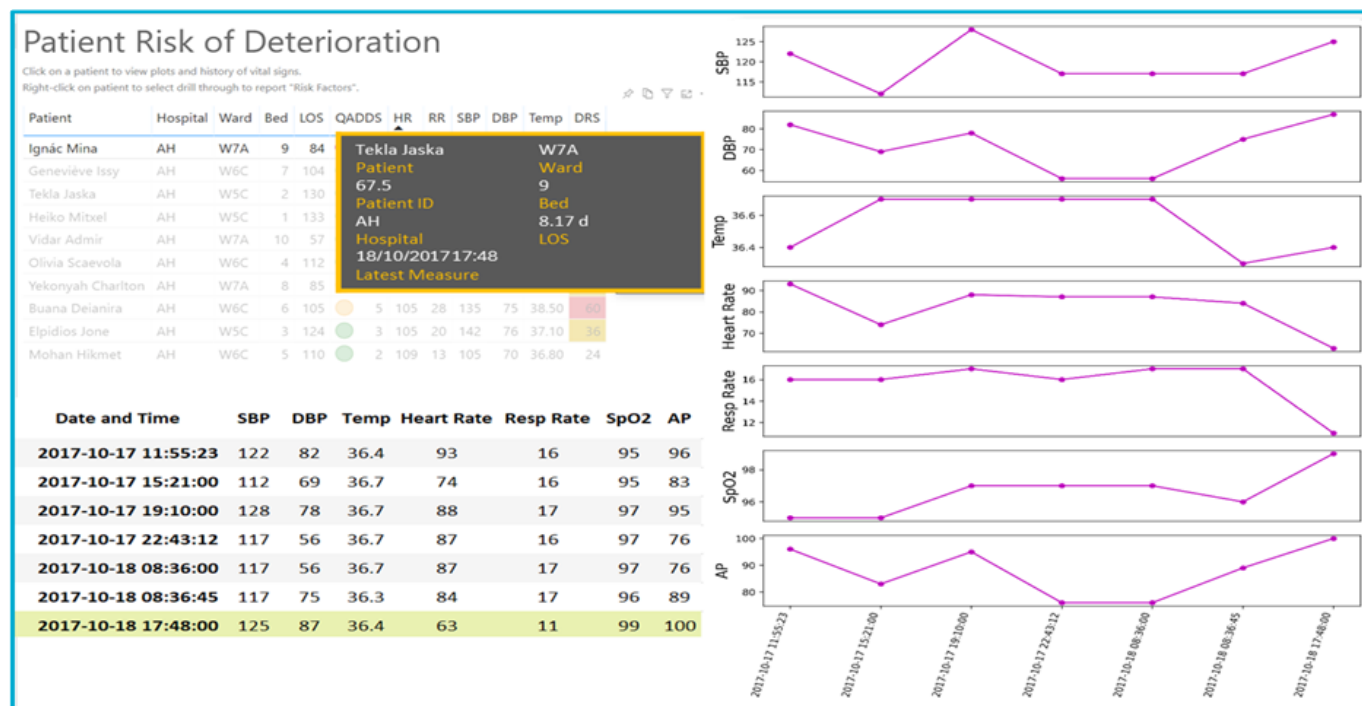 Patient Risk of Deterioration
Click on a patient to view plots and history of vital signs.
Right-click on patient to select drill through to report "Risk Factors".
Patient Hospital Ward Bed LOS QADDS HR RR SBP DBP Temp DRS
Ignác Mina AH W7A 9 84
Geneviève Issy AH W6C 7 104
Tekla Jaska AH W5C 2 130
Heiko Mitxel AH W5C 1 133
Vidar Admir AH W7A 10 57
Olivia Scaevola AH W6C 4 112
Yekonyah Charlton AH W7A 8 85
Buana Deianira AH W6C 6 105 5 105 28 135 75 38.50 60
Elpidios Jone AH W5C 3 124 3 105 20 142 76 37.10 36
Mohan Hikmet AH W6C 5 110 2 109 13 105 70 36.80 24
Tekla Jaska W7A
Patient Ward
67.5 9
Patient ID Bed
AH 8.17 d
Hospital LOS
18/10/201717:48
Latest Measure
Date and Time SBP DBP Temp Heart Rate Resp Rate SpO2 AP
2017-10-17 11:55:23 122 82 36.4 93 16 95 96
2017-10-17 15:21:00 112 69 36.7 74 16 95 83
2017-10-17 19:10:00 128 78 36.7 88 17 97 95
2017-10-17 22:43:12 117 56 36.7 87 16 97 76
2017-10-18 08:36:00 117 56 36.7 87 17 97 76
2017-10-18 08:36:45 117 75 36.3 84 17 96 89
2017-10-18 17:48:00 125 87 36.4 63 11 99 100
SBP
125
120
115
DBP
80
70
60
Temp
36.6
36.4
Heart Rate
90
80
70
Resp Rate
16
14
12
SpO2
98
96
AP
100
90
80
2017-10-17 11:55:23
2017-10-17 15:21:00
2017-10-17 19:10:00
2017-10-17 22:43:12
2017-10-18 08:36:00
2017-10-18 08:36:45
2017-10-18 17:48:00